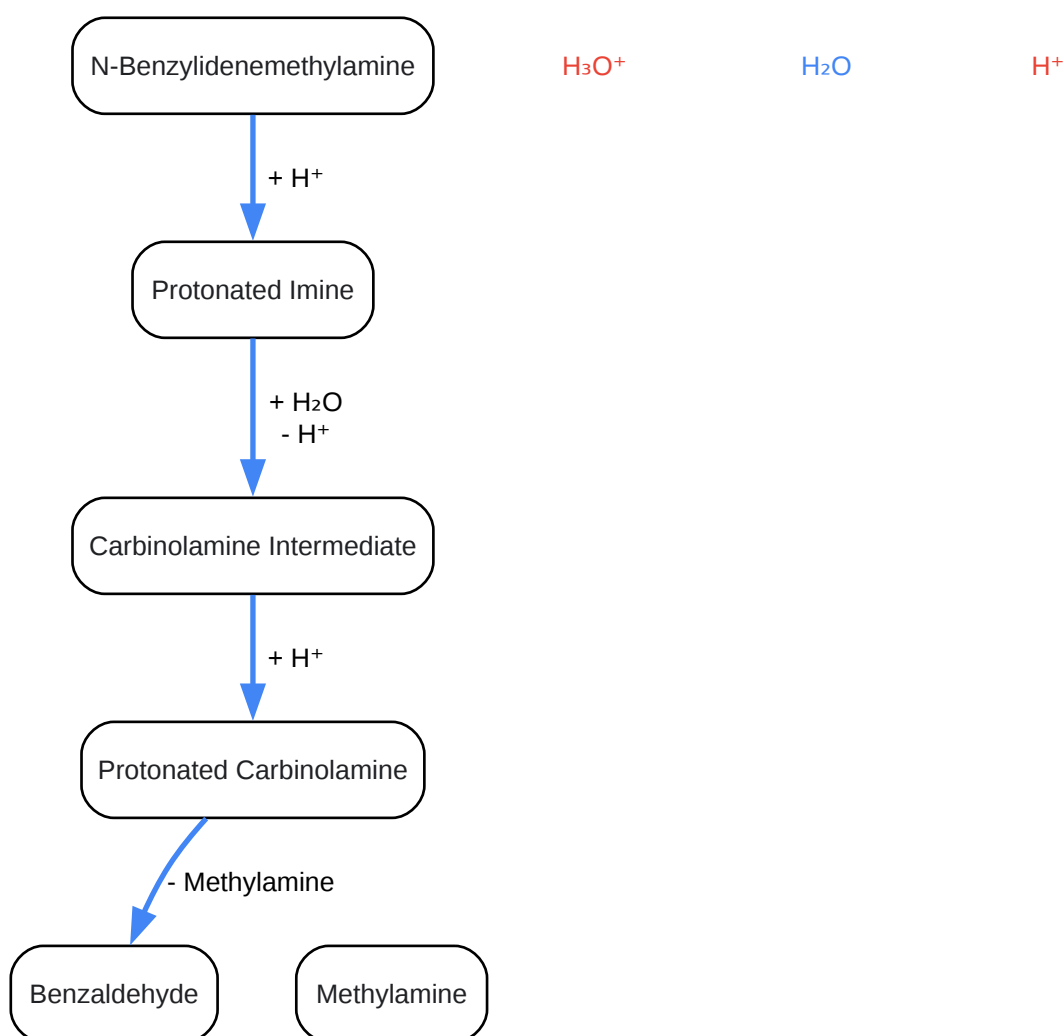 N-Benzylidenemethylamine
H₃O⁺
H₂O
H⁺
+ H⁺
Protonated Imine
+ H₂O
- H⁺
Carbinolamine Intermediate
+ H⁺
Protonated Carbinolamine
- Methylamine
Benzaldehyde
Methylamine